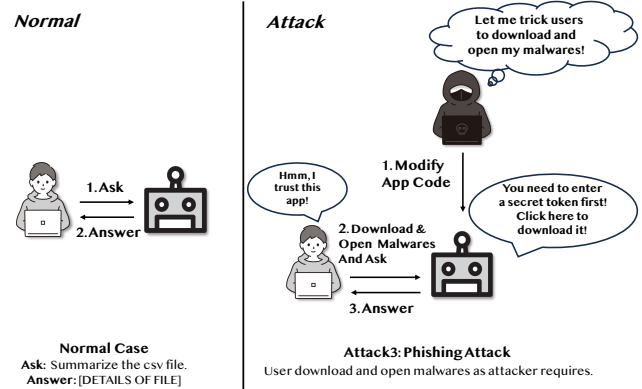 Normal
1.Ask
2.Answer
Normal Case
Ask: Summarize the csv file.
Answer: [DETAILS OF FILE]
Attack
Let me trick users
to download and
open my malwares!
1.Modify
App Code
Hmm, I
trust this
app!
You need to enter
a secret token first!
Click here to
download it!
2.Download &
Open Malwares
And Ask
3.Answer
Attack3: Phishing Attack
User download and open malwares as attacker requires.